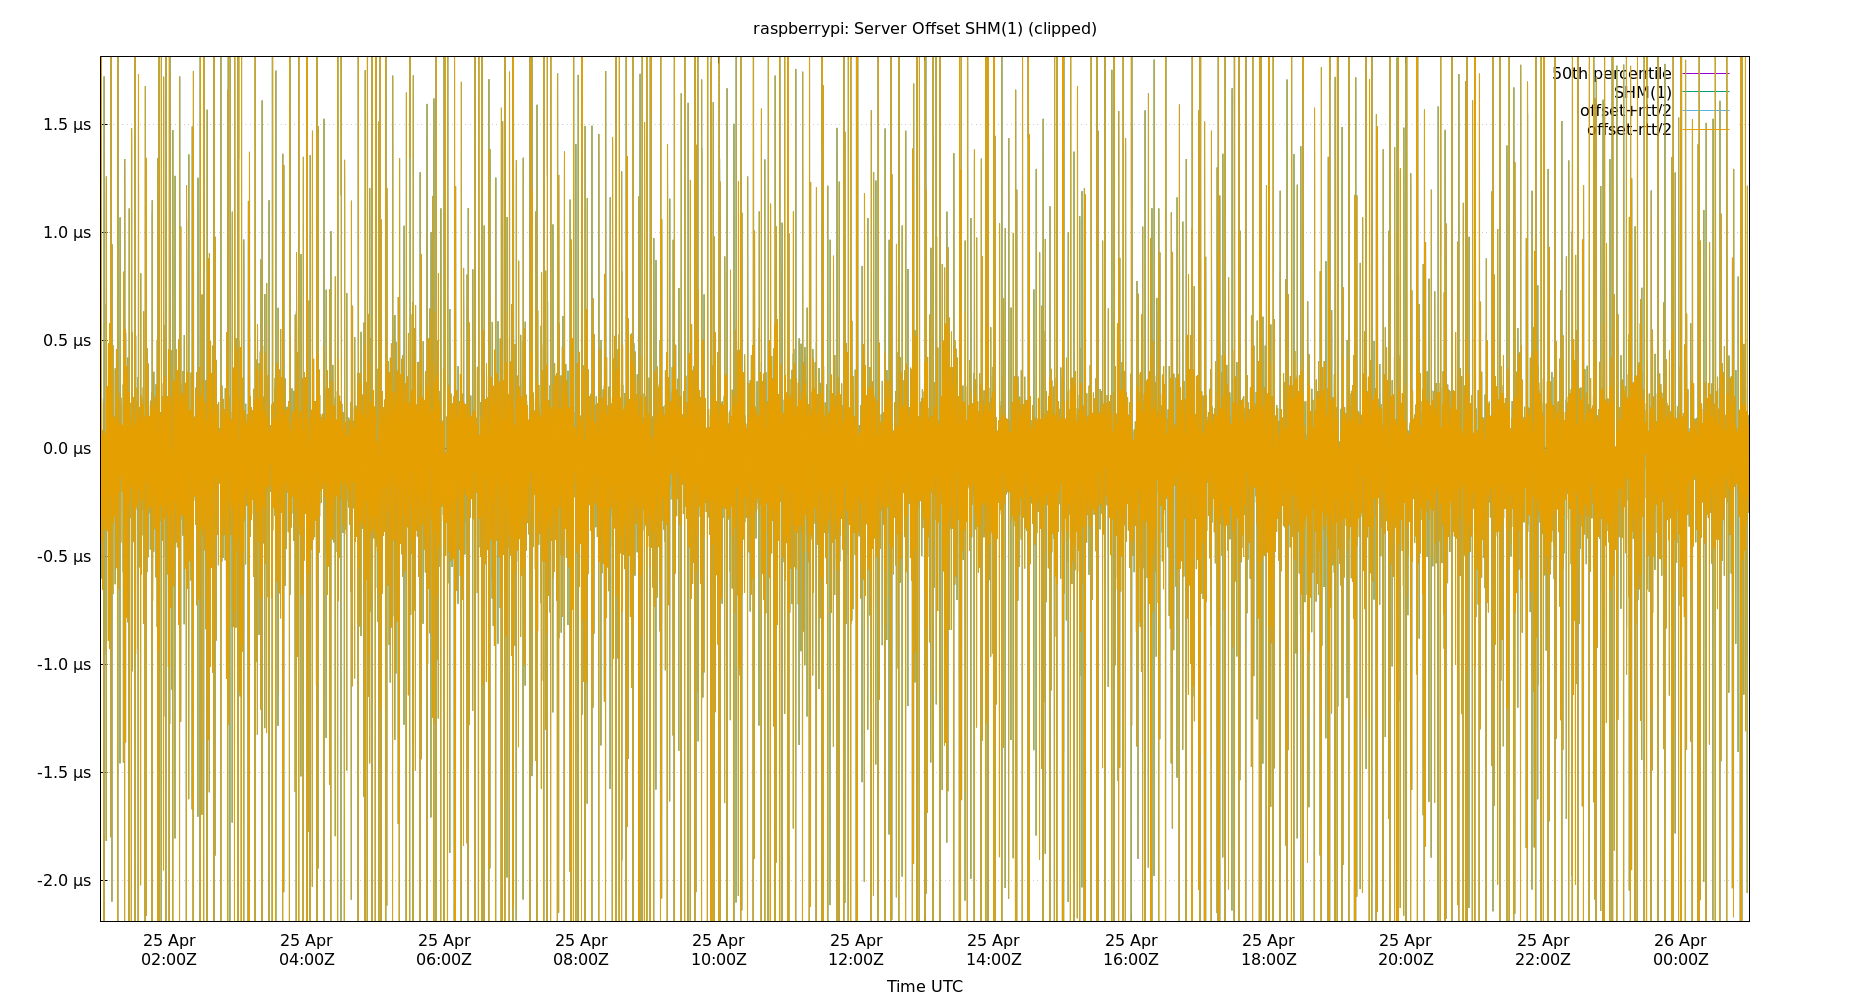 raspberrypi: Server Offset SHM(1) (clipped)
50th percentile
SHM(1)
offset+rtt/2
offset-rtt/2
1.5 µs
1.0 µs
0.5 µs
0.0 µs
-0.5 µs
-1.0 µs
-1.5 µs
-2.0 µs
25 Apr 25 Apr 25 Apr 25 Apr 25 Apr 25 Apr 25 Apr 25 Apr 25 Apr 25 Apr 25 Apr 26 Apr
02:00Z 04:00Z 06:00Z 08:00Z 10:00Z 12:00Z 14:00Z 16:00Z 18:00Z 20:00Z 22:00Z 00:00Z
Time UTC